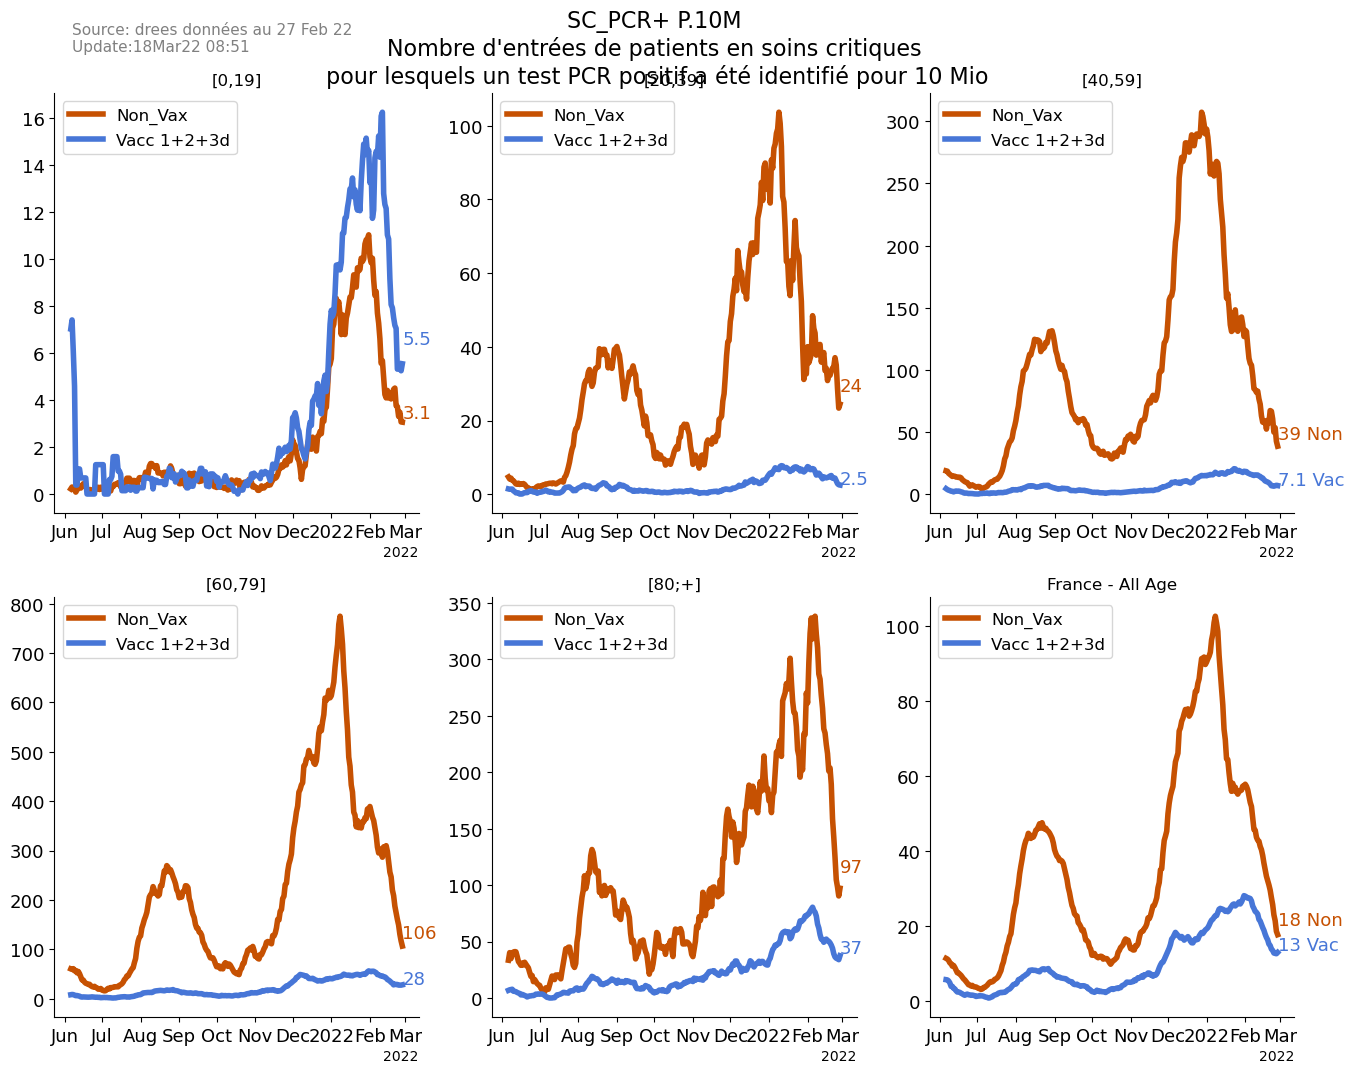 Source: drees données au 27 Feb 22
Update:18Mar22 08:51
SC_PCR+ P.10M
Nombre d'entrées de patients en soins critiques
pour lesquels un test PCR positif a été identifié pour 10 Mio
[0,19]
Non_Vax
Vacc 1+2+3d
16
14
12
10
8
6
4
2
0
5.5
3.1
Jun Jul Aug Sep Oct Nov Dec 2022 Feb Mar
2022
[20,39]
Non_Vax
Vacc 1+2+3d
100
80
60
40
20
0
24
2.5
Jun Jul Aug Sep Oct Nov Dec 2022 Feb Mar
2022
[40,59]
Non_Vax
Vacc 1+2+3d
300
250
200
150
100
50
0
39 Non
7.1 Vac
Jun Jul Aug Sep Oct Nov Dec 2022 Feb Mar
2022
[60,79]
Non_Vax
Vacc 1+2+3d
800
700
600
500
400
300
200
100
0
106
28
Jun Jul Aug Sep Oct Nov Dec 2022 Feb Mar
2022
[80;+]
Non_Vax
Vacc 1+2+3d
350
300
250
200
150
100
50
0
97
37
Jun Jul Aug Sep Oct Nov Dec 2022 Feb Mar
2022
France - All Age
Non_Vax
Vacc 1+2+3d
100
80
60
40
20
0
18 Non
13 Vac
Jun Jul Aug Sep Oct Nov Dec 2022 Feb Mar
2022